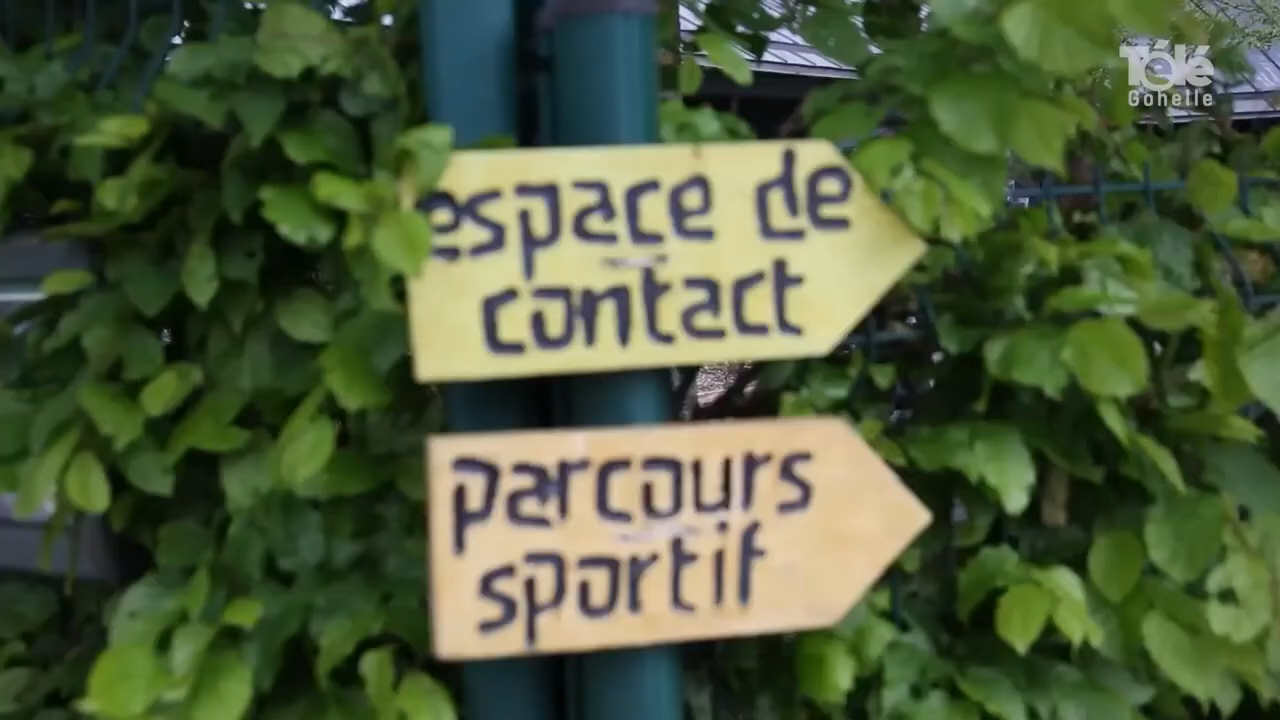 Télé
Gohelle
espace de
contact
parcours
sportif